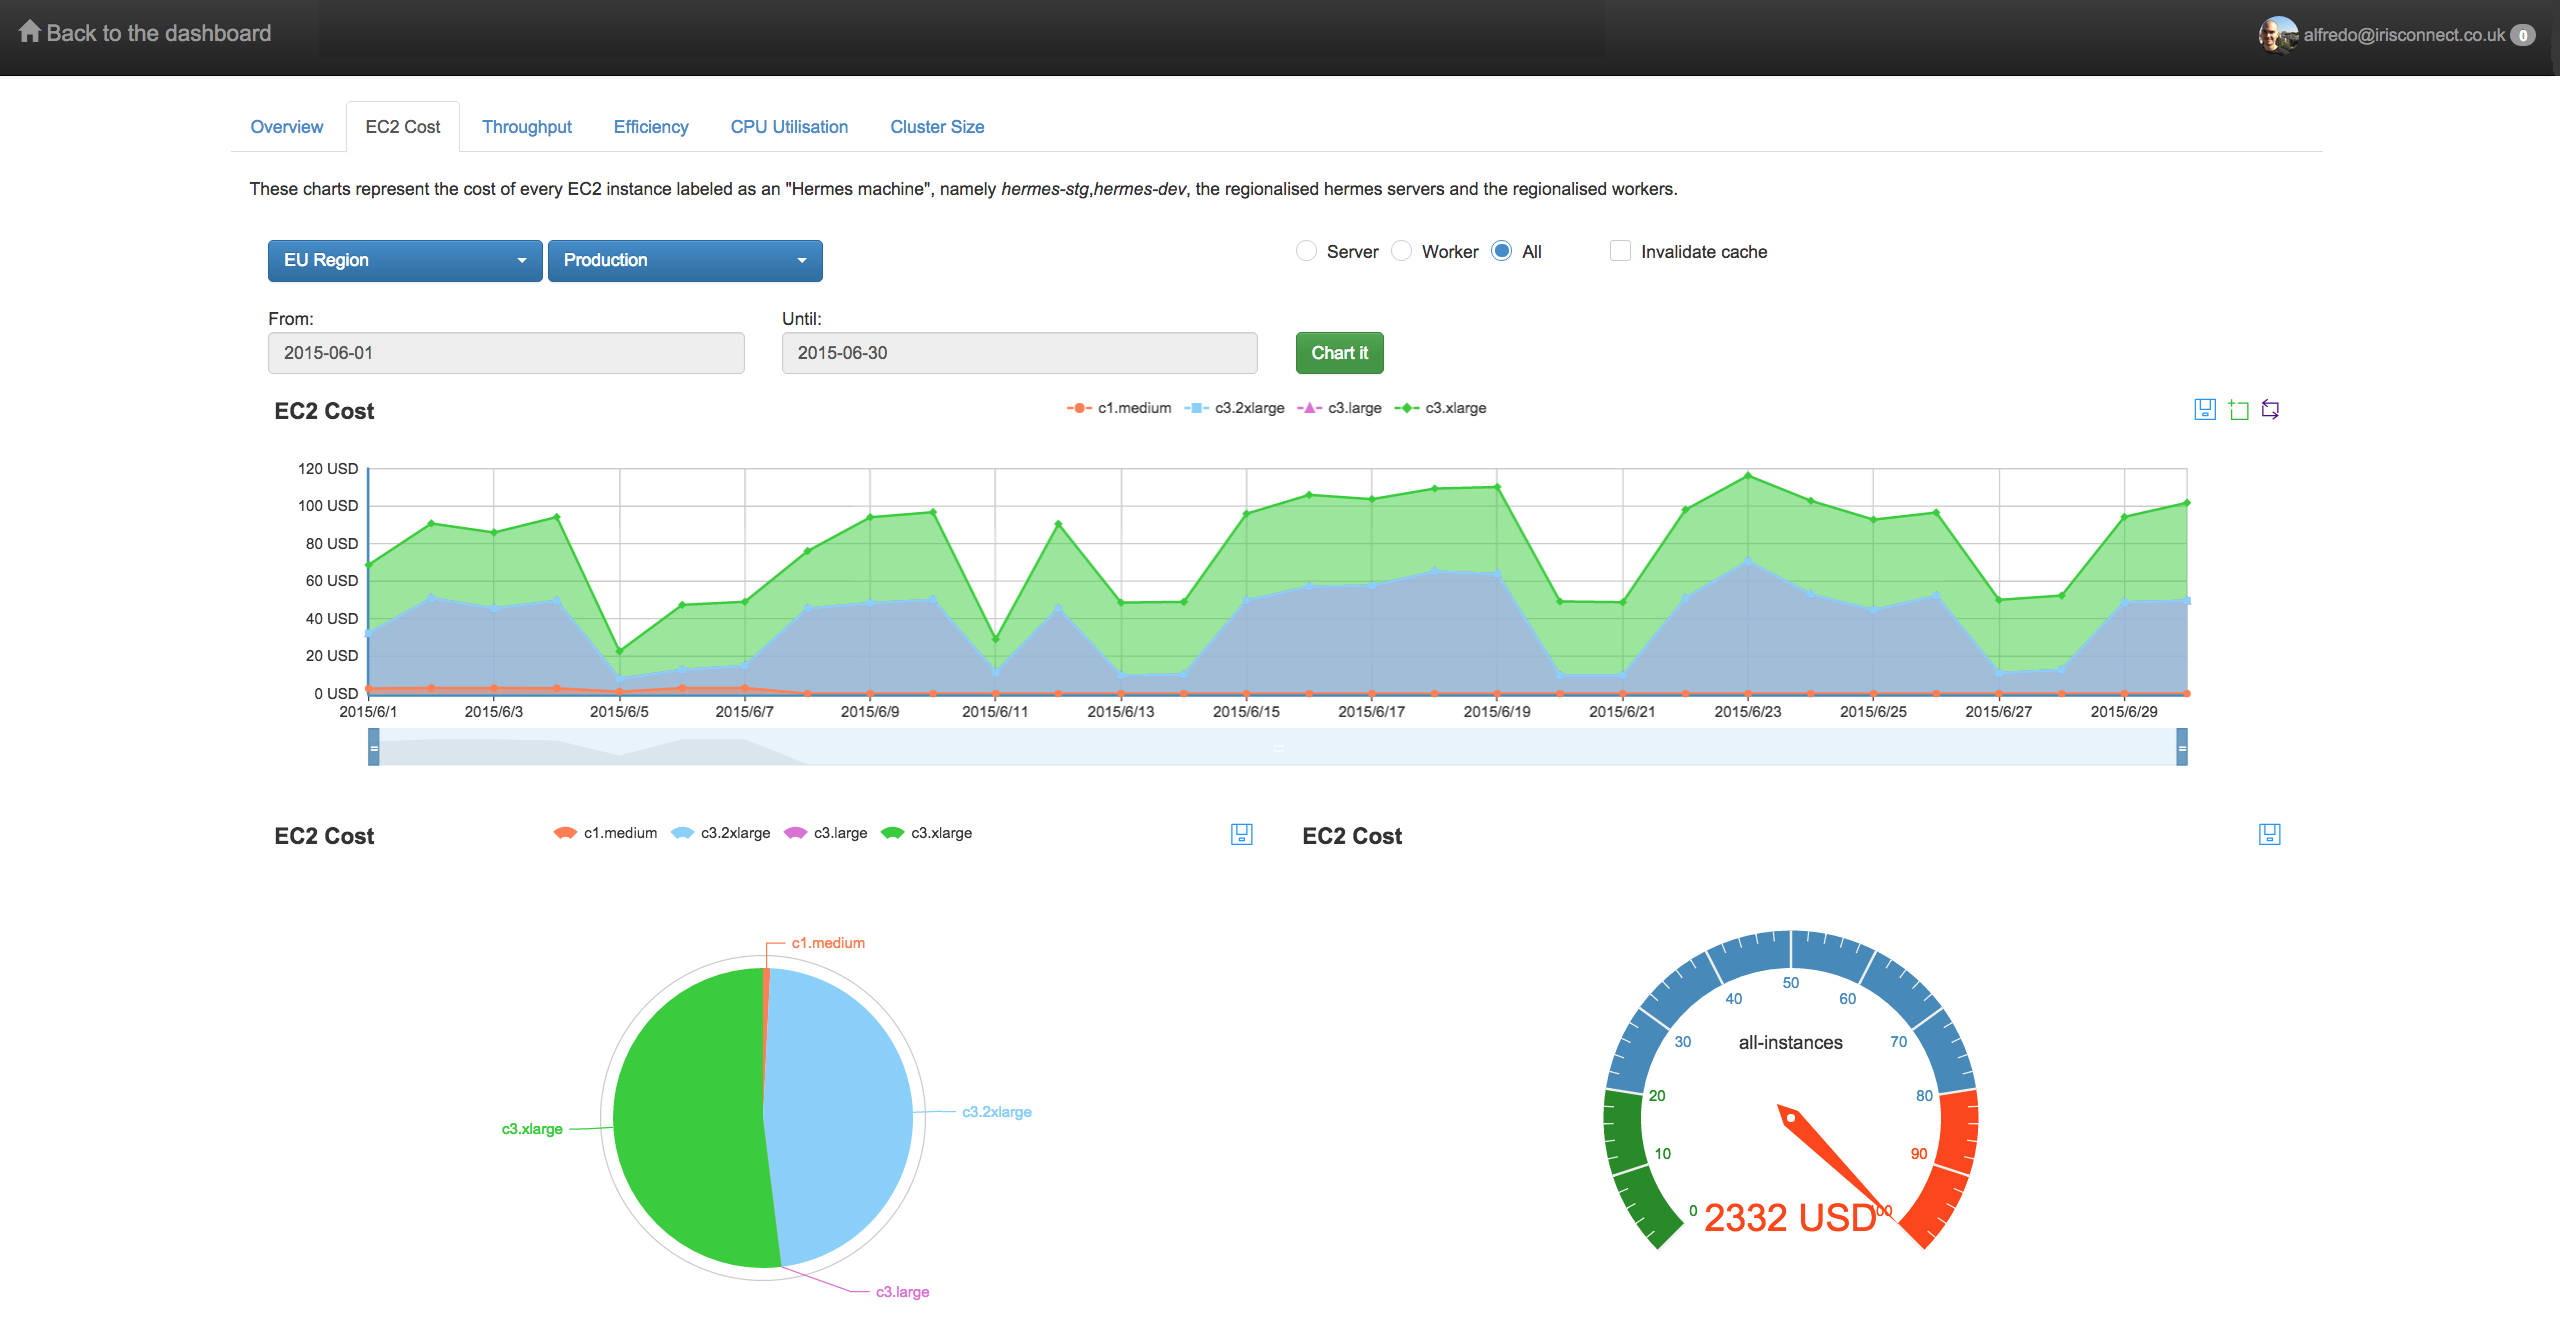 Back to the dashboard
alfredo@irisconnect.co.uk 0
Overview EC2 Cost Throughput Efficiency CPU Utilisation Cluster Size
These charts represent the cost of every EC2 instance labeled as an "Hermes machine", namely hermes-stg,hermes-dev, the regionalised hermes servers and the regionalised workers.
EU Region Production Server Worker All Invalidate cache
From: Until:
2015-06-01 2015-06-30 Chart it
EC2 Cost c1.medium c3.2xlarge c3.large c3.xlarge
120 USD
100 USD
80 USD
60 USD
40 USD
20 USD
0 USD
2015/6/1 2015/6/3 2015/6/5 2015/6/7 2015/6/9 2015/6/11 2015/6/13 2015/6/15 2015/6/17 2015/6/19 2015/6/21 2015/6/23 2015/6/25 2015/6/27 2015/6/29
EC2 Cost c1.medium c3.2xlarge c3.large c3.xlarge
c1.medium
c3.2xlarge
c3.xlarge
c3.large
EC2 Cost
50
40 60
30 all-instances 70
20 80
10 90
0 2332 USD 100